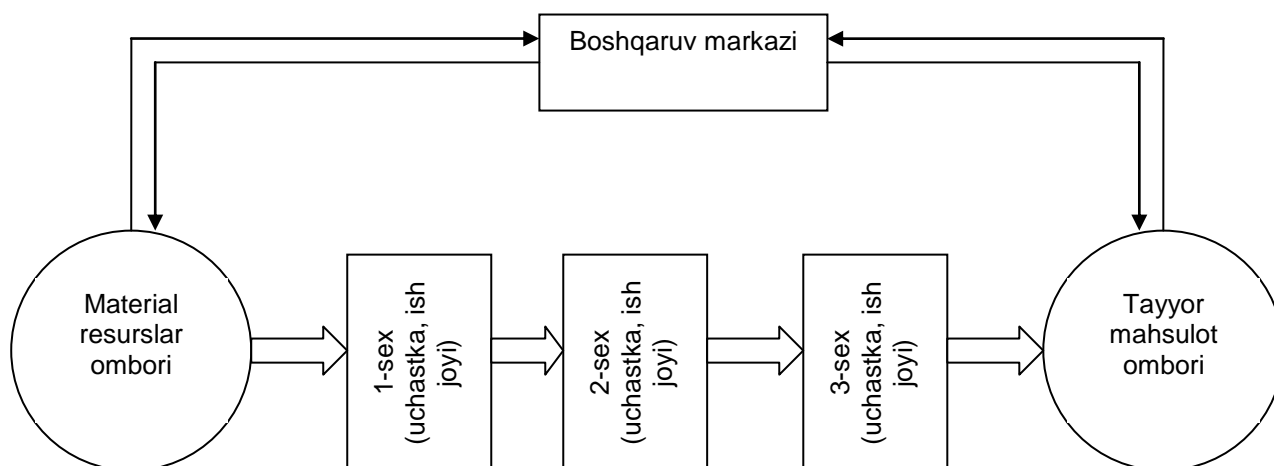 Boshqaruv markazi
Material
resurslar
ombori
1-sex
(uchastka, ish
joyi)
2-sex
(uchastka, ish
joyi)
3-sex
(uchastka, ish
joyi)
Tayyor
mahsulot
ombori